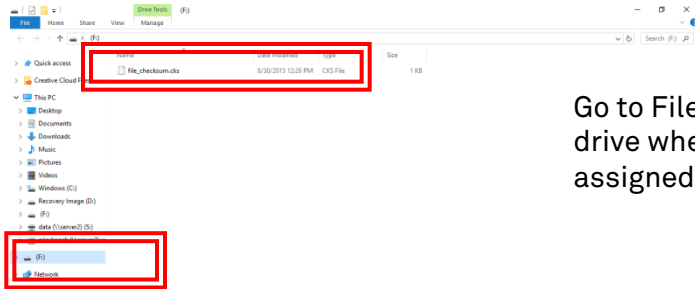 Drive Tools (F:)
File Home Share View Manage
(F:)
Search (F:)
Name Date modified Type Size
file_checksum.cks 8/30/2015 12:26 PM CKS File 1 KB
Quick access
Creative Cloud Files
This PC
Desktop
Documents
Downloads
Music
Pictures
Videos
Windows (C:)
Recovery Image (D:)
(F:)
data (\\server2) (S:)
(F:)
Network
Go to File
drive whe
assigned